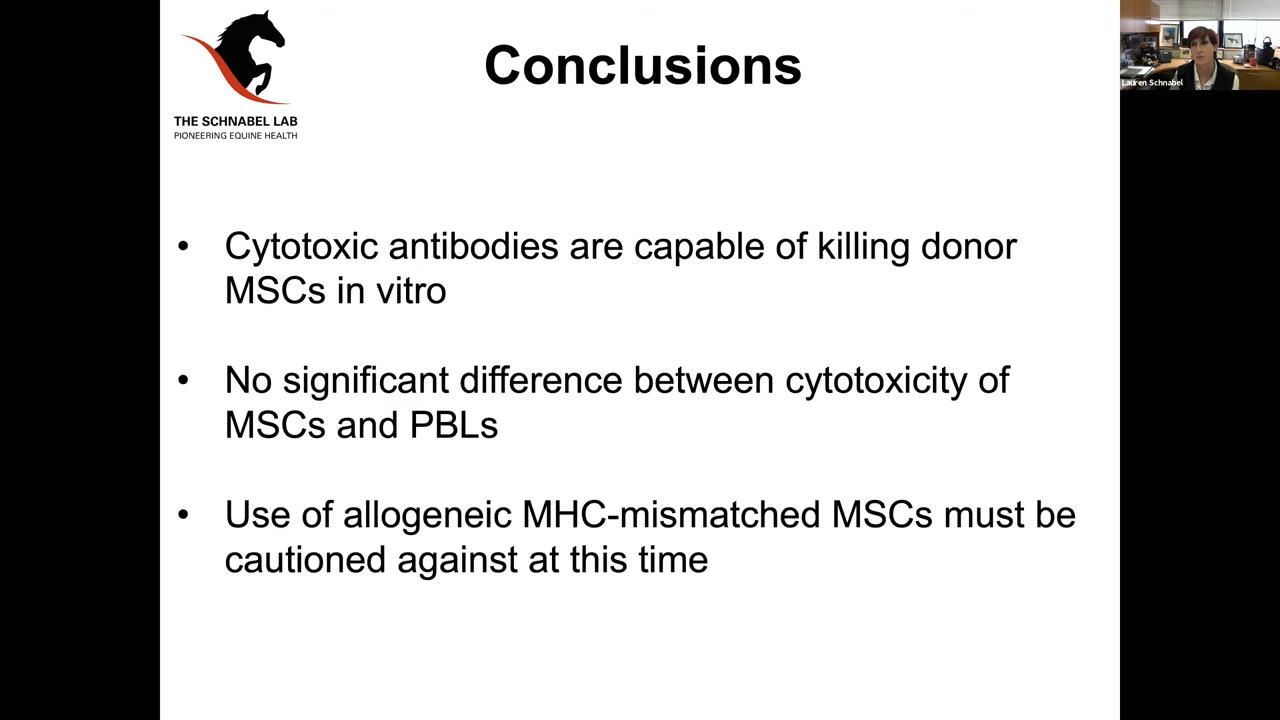 THE SCHNABEL LAB
PIONEERING EQUINE HEALTH
Conclusions
Lauren Schnabel
• Cytotoxic antibodies are capable of killing donor
MSCs in vitro
• No significant difference between cytotoxicity of
MSCs and PBLs
• Use of allogeneic MHC-mismatched MSCs must be
cautioned against at this time